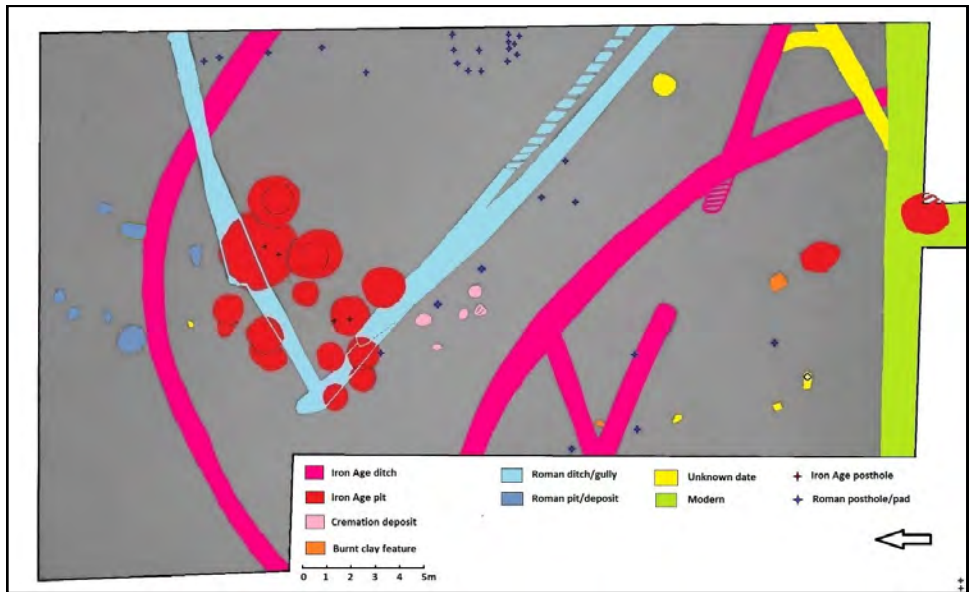 Iron Age ditch
Iron Age pit
Cremation deposit
Burnt clay feature
Roman ditch/gully
Roman pit/deposit
Unknown date
Modern
Iron Age posthole
Roman posthole/pad
0 1 2 3 4 5m